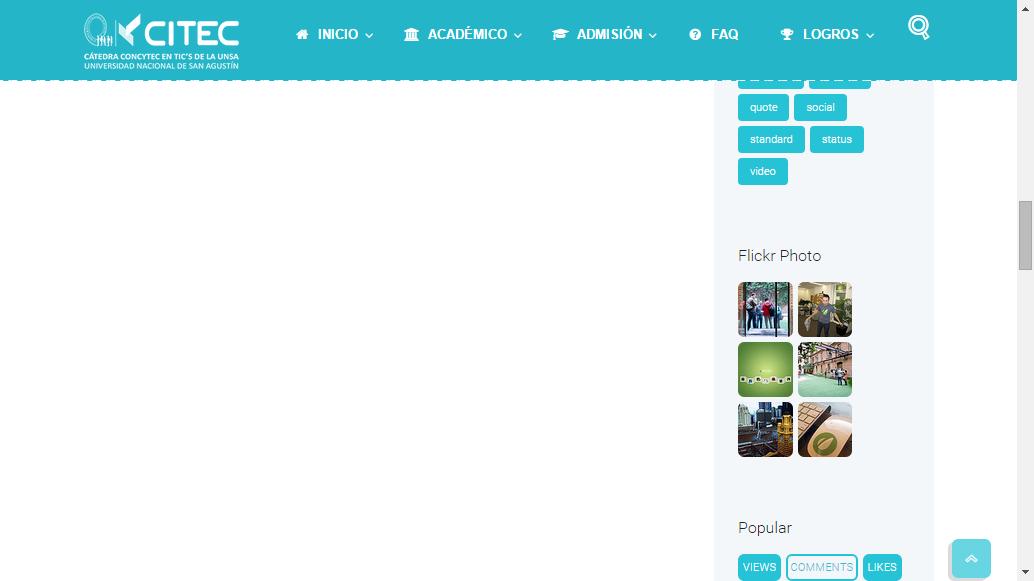 CITEC
CÁTEDRA CONCYTEC EN TIC'S DE LA UNSA
UNIVERSIDAD NACIONAL DE SAN AGUSTÍN
INICIO ACADÉMICO ADMISIÓN FAQ LOGROS
quote social
standard status
video
Flickr Photo
Popular
VIEWS COMMENTS LIKES